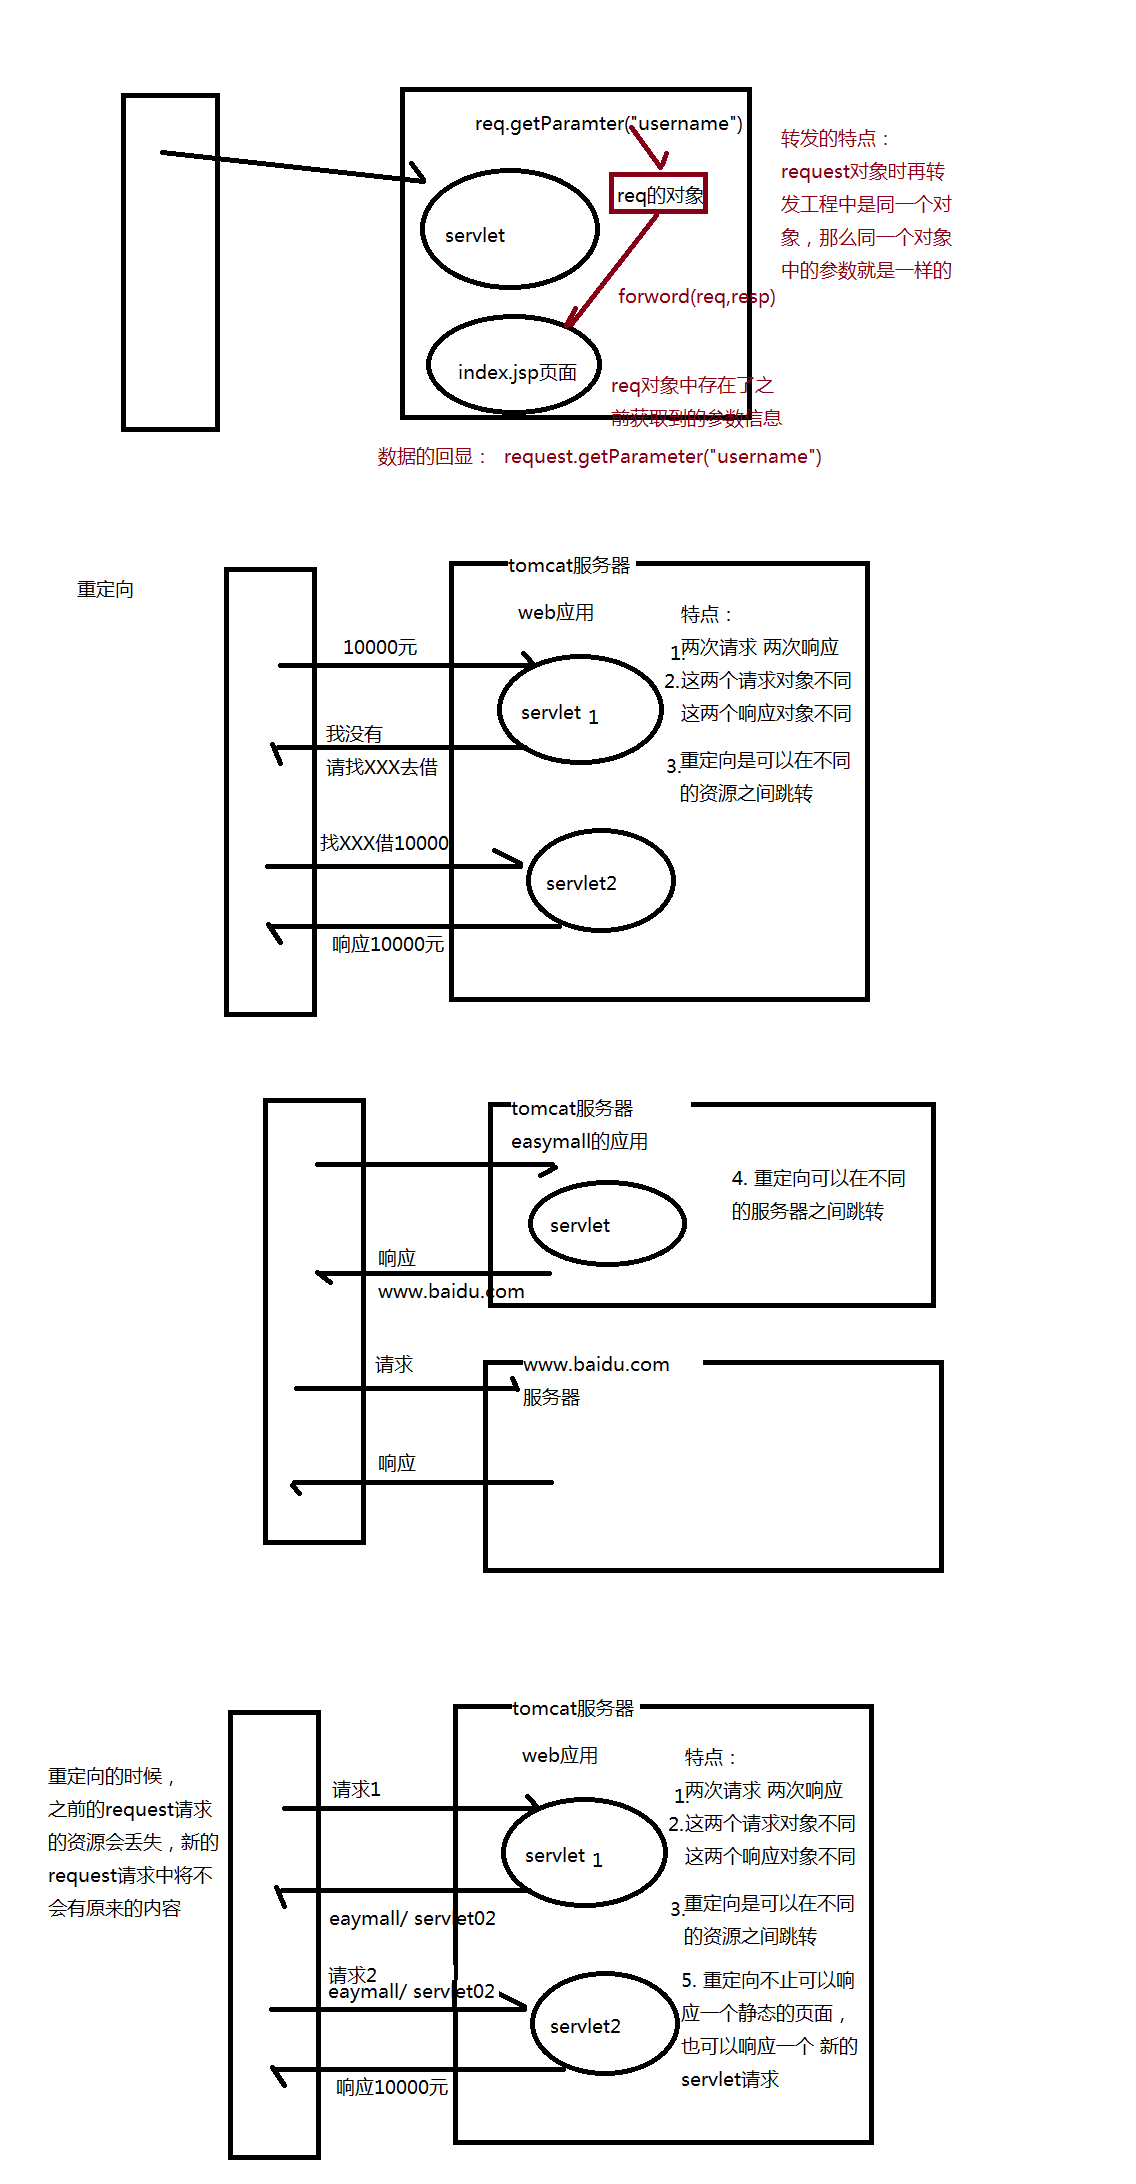 req.getParamter("username")
req的对象
servlet
forword(req,resp)
index.jsp页面
req对象中存在了之
前获取到的参数信息
转发的特点：
request对象时再转
发工程中是同一个对
象，那么同一个对象
中的参数就是一样的
数据的回显： request.getParameter("username")
重定向
tomcat服务器
web应用
10000元
servlet 1
我没有
请找XXX去借
找XXX借10000
servlet2
响应10000元
特点：
1.两次请求 两次响应
2.这两个请求对象不同
这两个响应对象不同
3.重定向是可以在不同
的资源之间跳转
tomcat服务器
easymall的应用
servlet
4. 重定向可以在不同
的服务器之间跳转
响应
www.baidu.com
请求
www.baidu.com
服务器
响应
重定向的时候，
之前的request请求
的资源会丢失，新的
request请求中将不
会有原来的内容
tomcat服务器
web应用
请求1
servlet 1
eaymall/ servlet02
请求2
eaymall/ servlet02
servlet2
响应10000元
特点：
1.两次请求 两次响应
2.这两个请求对象不同
这两个响应对象不同
3.重定向是可以在不同
的资源之间跳转
5. 重定向不止可以响
应一个静态的页面，
也可以响应一个 新的
servlet请求